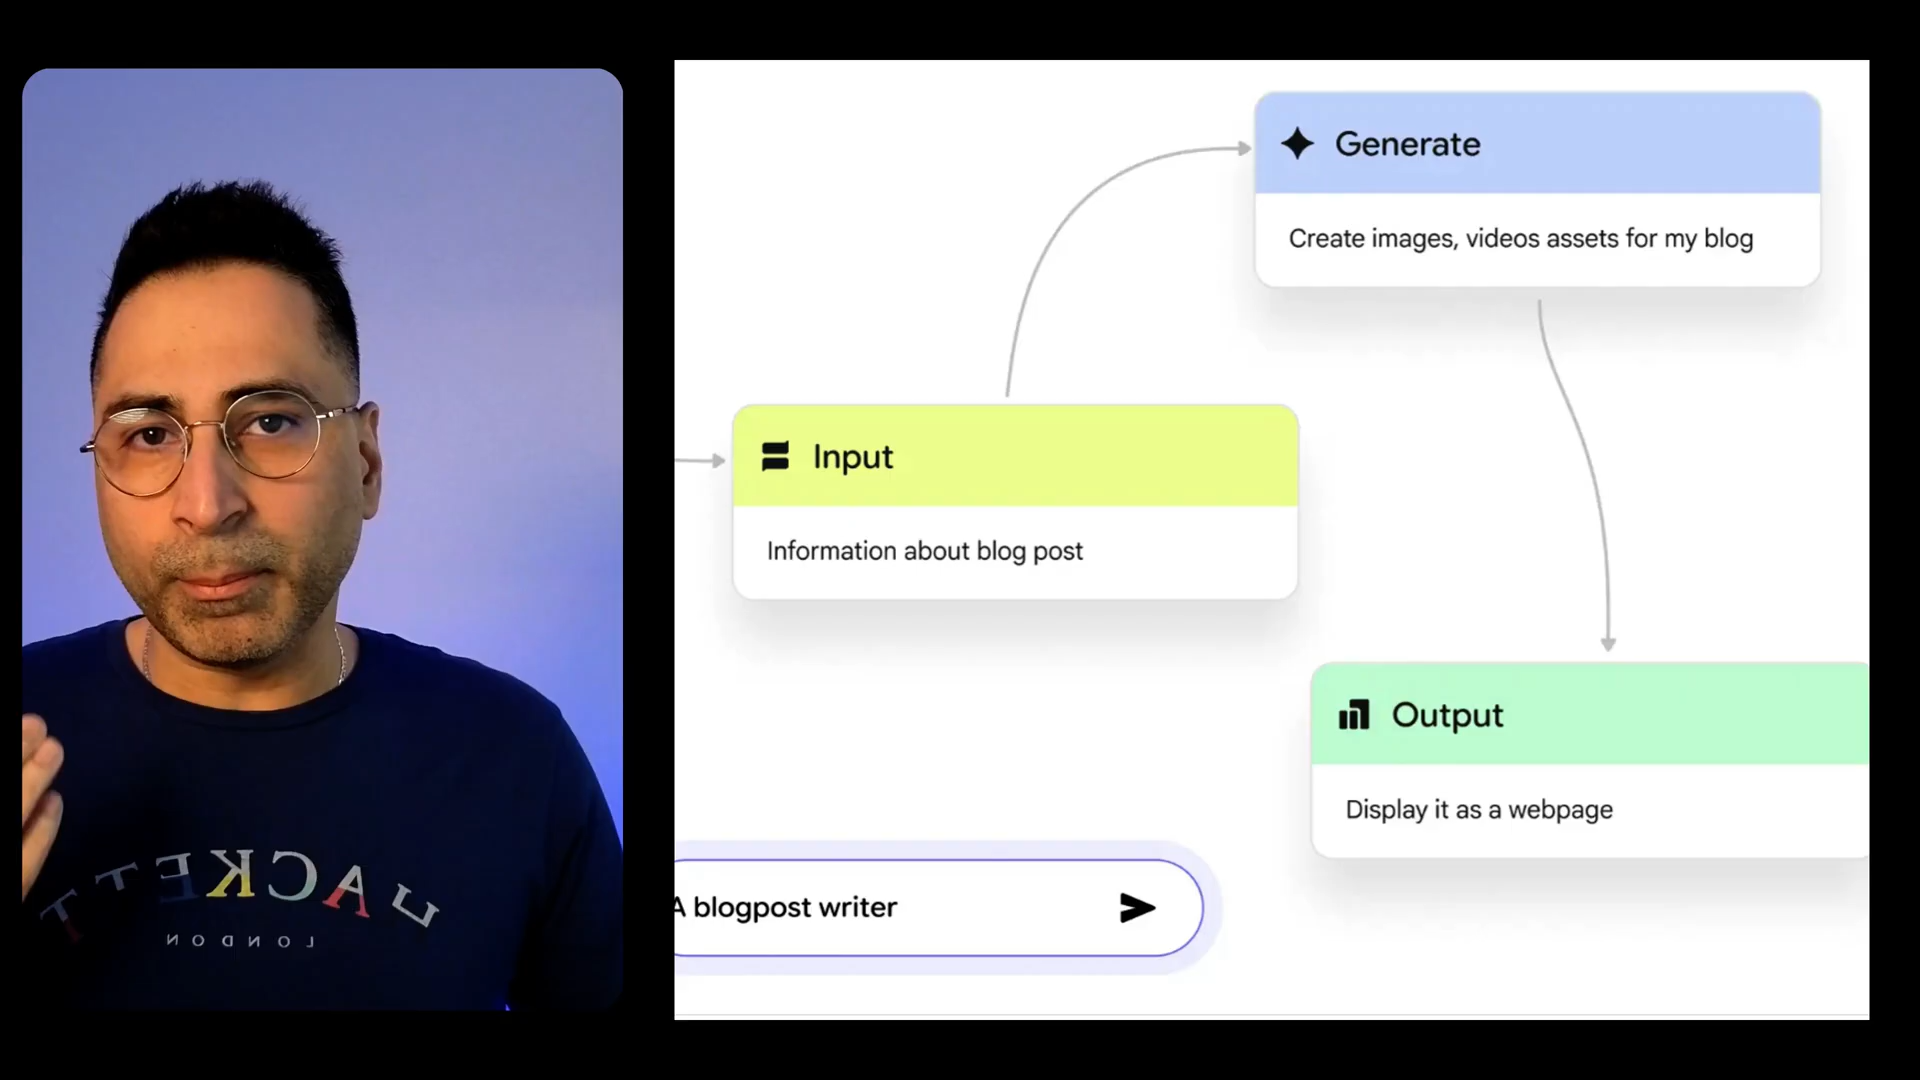 HACKETT
LONDON
Generate
Create images, videos assets for my blog
Input
Information about blog post
Output
Display it as a webpage
A blogpost writer